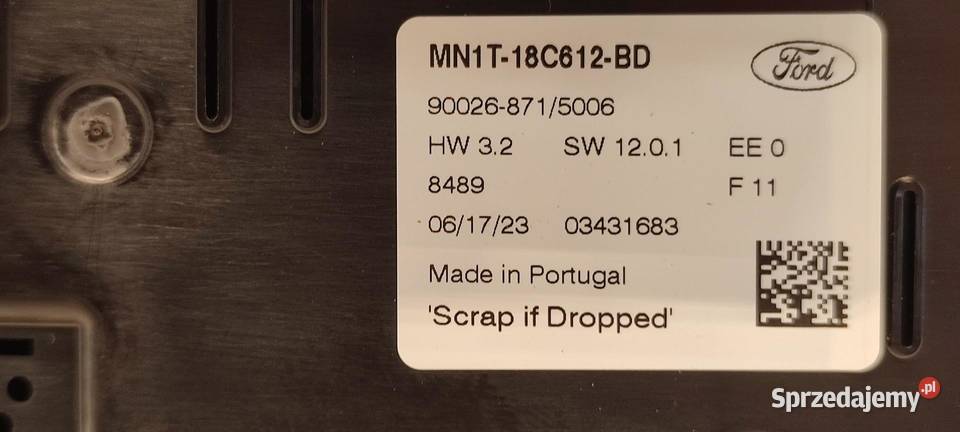 MN1T-18C612-BD
Ford
90026-871/5006
HW 3.2 SW 12.0.1 EE 0
8489 F 11
06/17/23 03431683
Made in Portugal
'Scrap if Dropped'
Sprzedajemy.pl